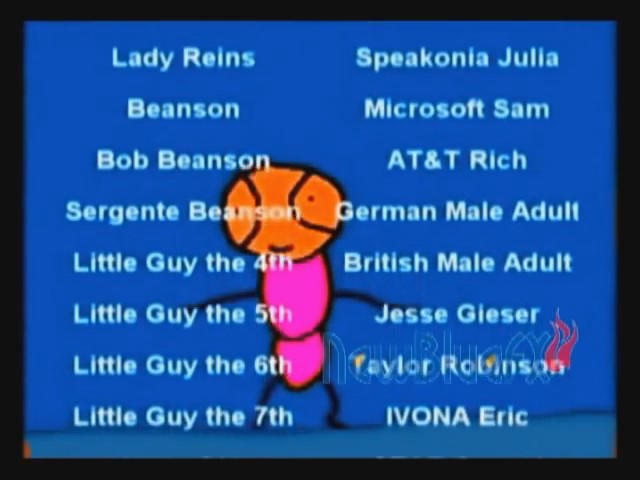 Lady Reins Speakonia Julia
Beanson Microsoft Sam
Bob Beanson AT&T Rich
Sergente Beanson German Male Adult
Little Guy the 4th British Male Adult
Little Guy the 5th Jesse Gieser
Little Guy the 6th Taylor Robinson
NewBlueFX
Little Guy the 7th IVONA Eric